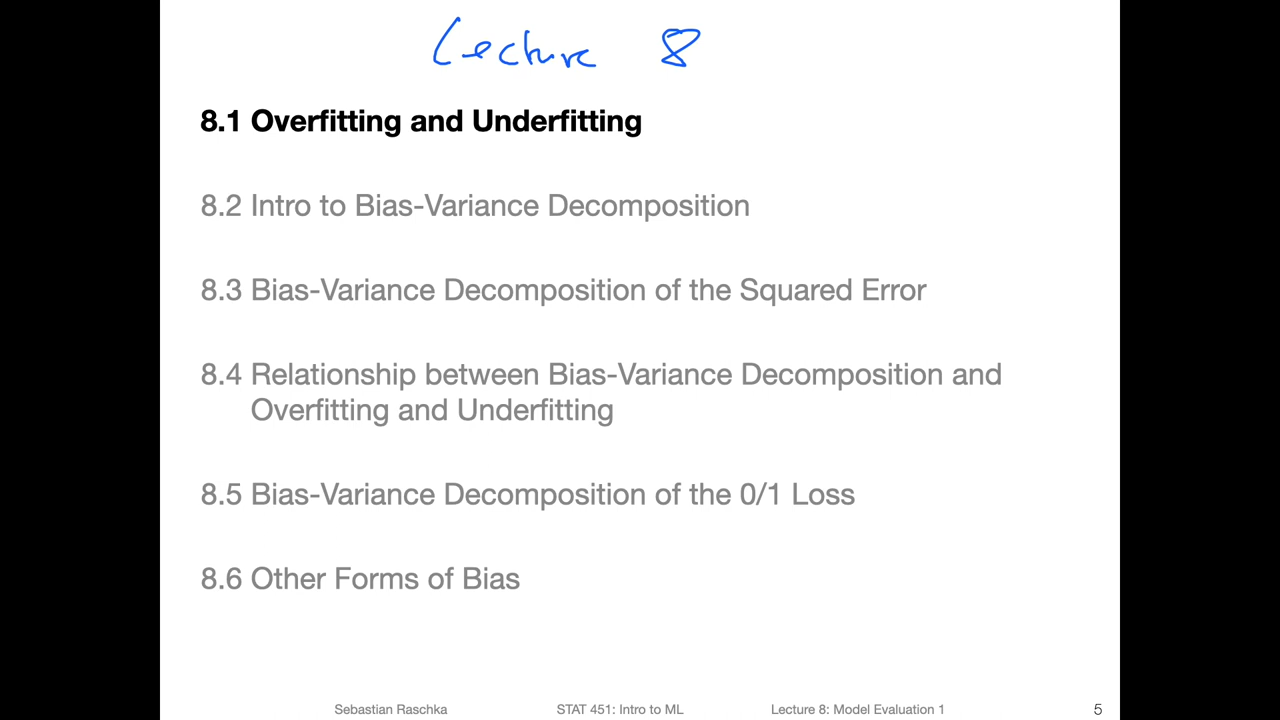 Lecture 8
8.1 Overfitting and Underfitting
8.2 Intro to Bias-Variance Decomposition
8.3 Bias-Variance Decomposition of the Squared Error
8.4 Relationship between Bias-Variance Decomposition and
Overfitting and Underfitting
8.5 Bias-Variance Decomposition of the 0/1 Loss
8.6 Other Forms of Bias
Sebastian Raschka STAT 451: Intro to ML Lecture 8: Model Evaluation 1 5